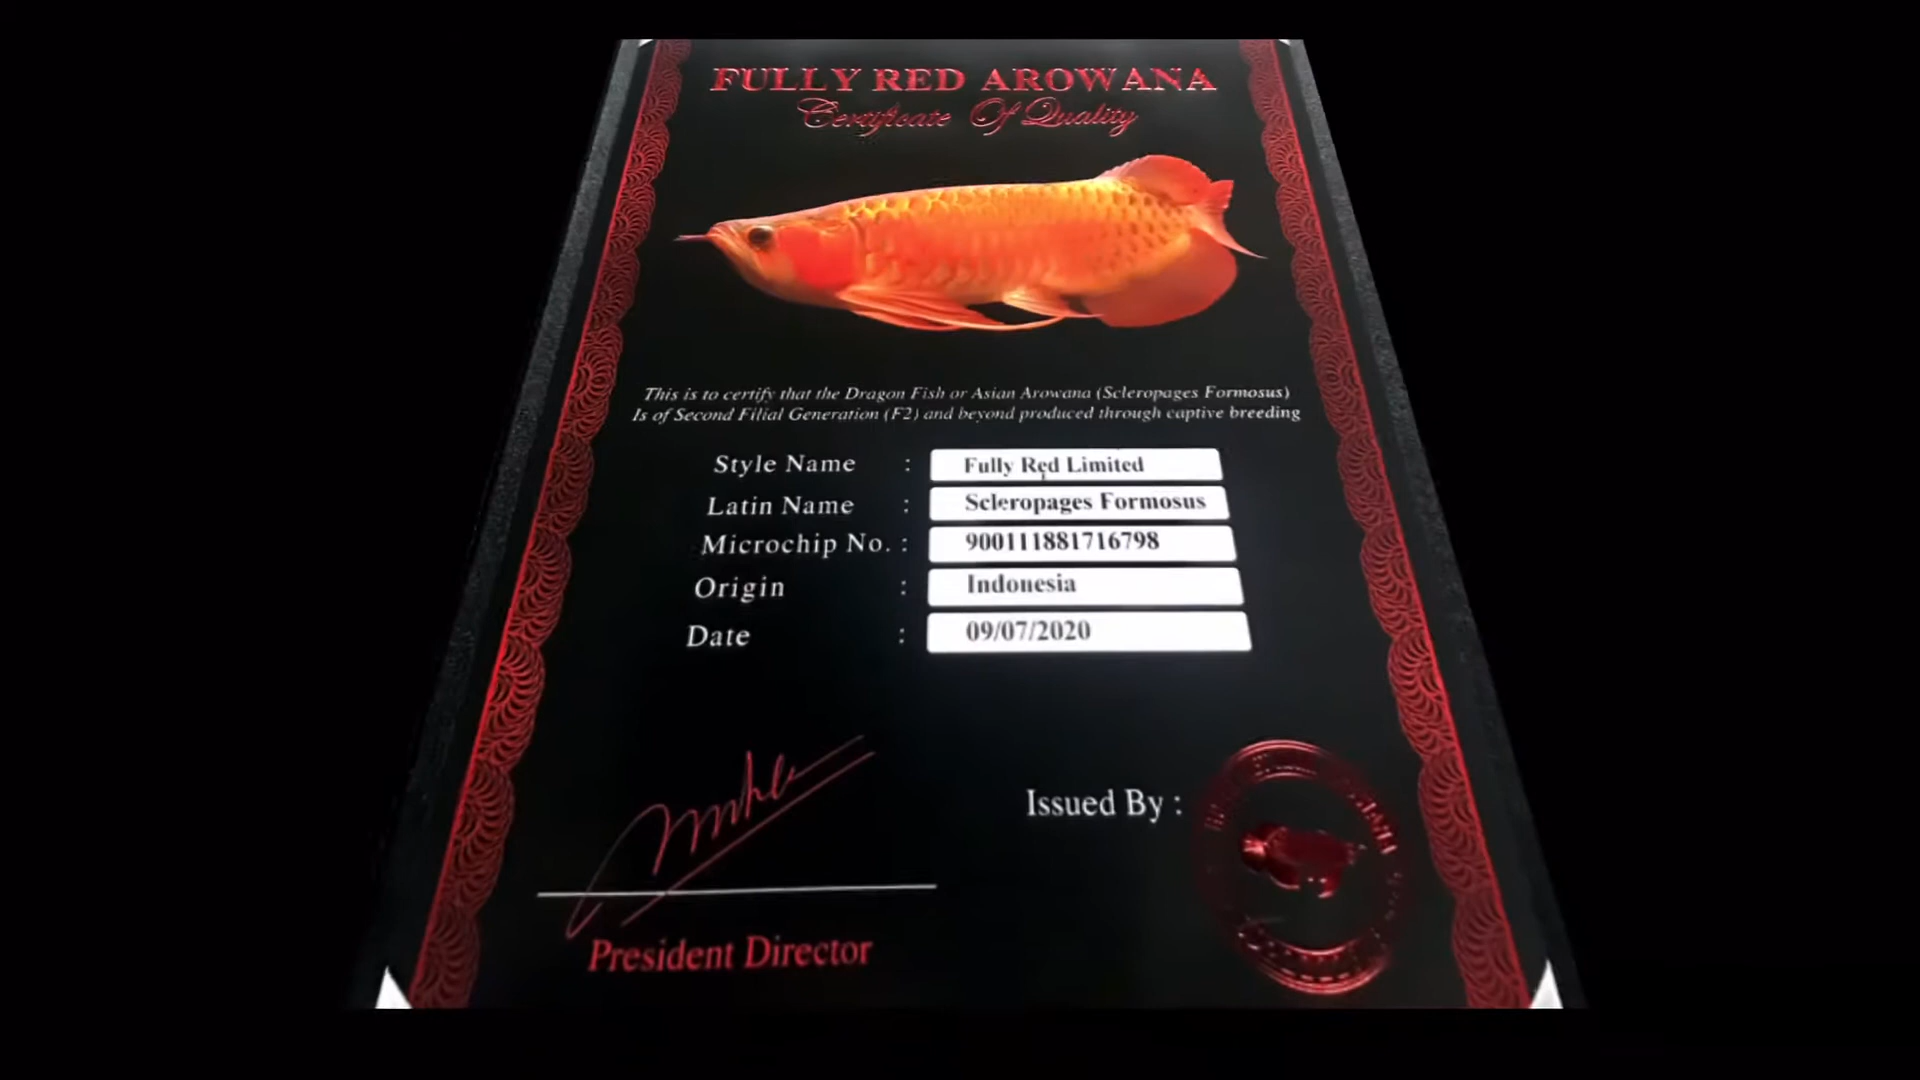 FULLY RED AROWANA
Certificate Of Quality
This is to certify that the Dragon Fish or Asian Arowana (Scleropages Formosus)
Is of Second Filial Generation (F2) and beyond produced through captive breeding
Style Name : Fully Red Limited
Latin Name : Scleropages Formosus
Microchip No. : 900111881716798
Origin : Indonesia
Date : 09/07/2020
Issued By :
President Director